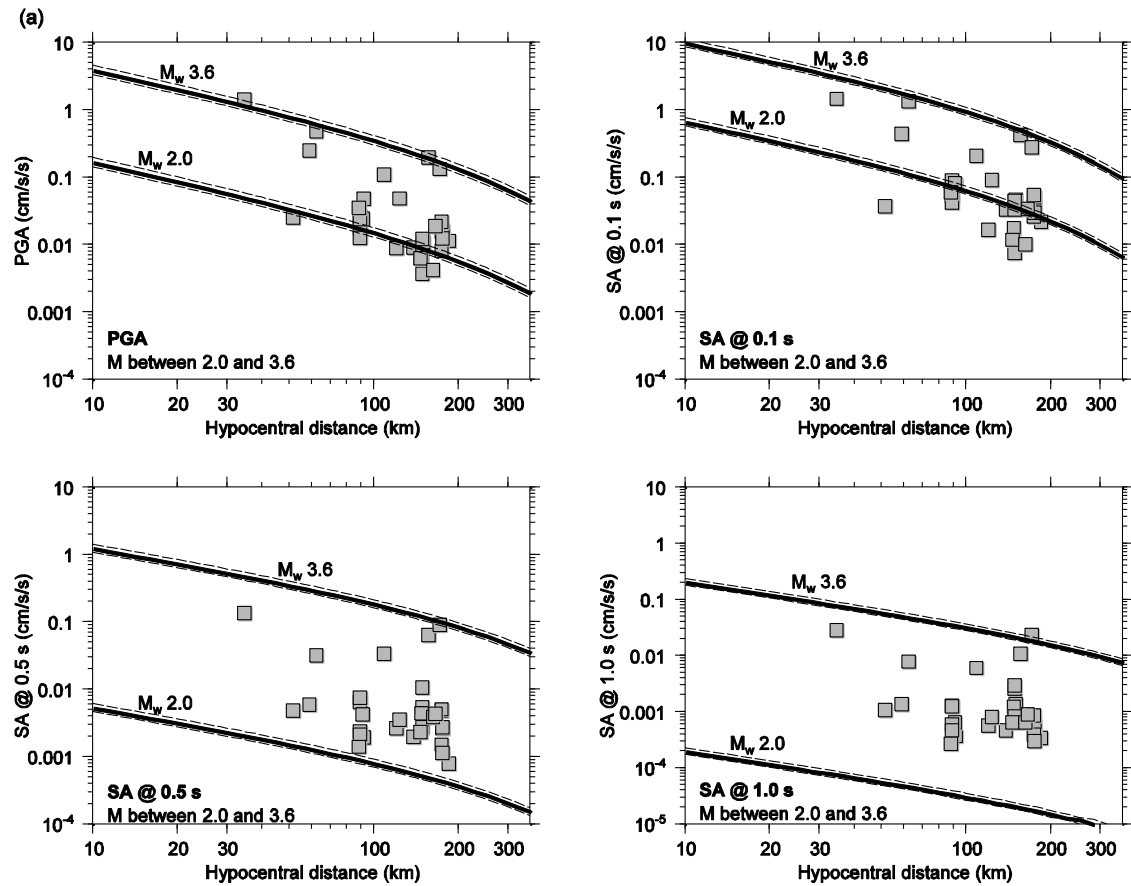 (a)
10
1
0.1
0.01
0.001
10⁻⁴
PGA (cm/s/s)
Mw 3.6
Mw 2.0
PGA
M between 2.0 and 3.6
10 20 30 100 200 300
Hypocentral distance (km)
10
1
0.1
0.01
0.001
10⁻⁴
SA @ 0.1 s (cm/s/s)
Mw 3.6
Mw 2.0
SA @ 0.1 s
M between 2.0 and 3.6
10 20 30 100 200 300
Hypocentral distance (km)
10
1
0.1
0.01
0.001
10⁻⁴
SA @ 0.5 s (cm/s/s)
Mw 3.6
Mw 2.0
SA @ 0.5 s
M between 2.0 and 3.6
10 20 30 100 200 300
Hypocentral distance (km)
10
1
0.1
0.01
0.001
10⁻⁴
10⁻⁵
SA @ 1.0 s (cm/s/s)
Mw 3.6
Mw 2.0
SA @ 1.0 s
M between 2.0 and 3.6
10 20 30 100 200 300
Hypocentral distance (km)